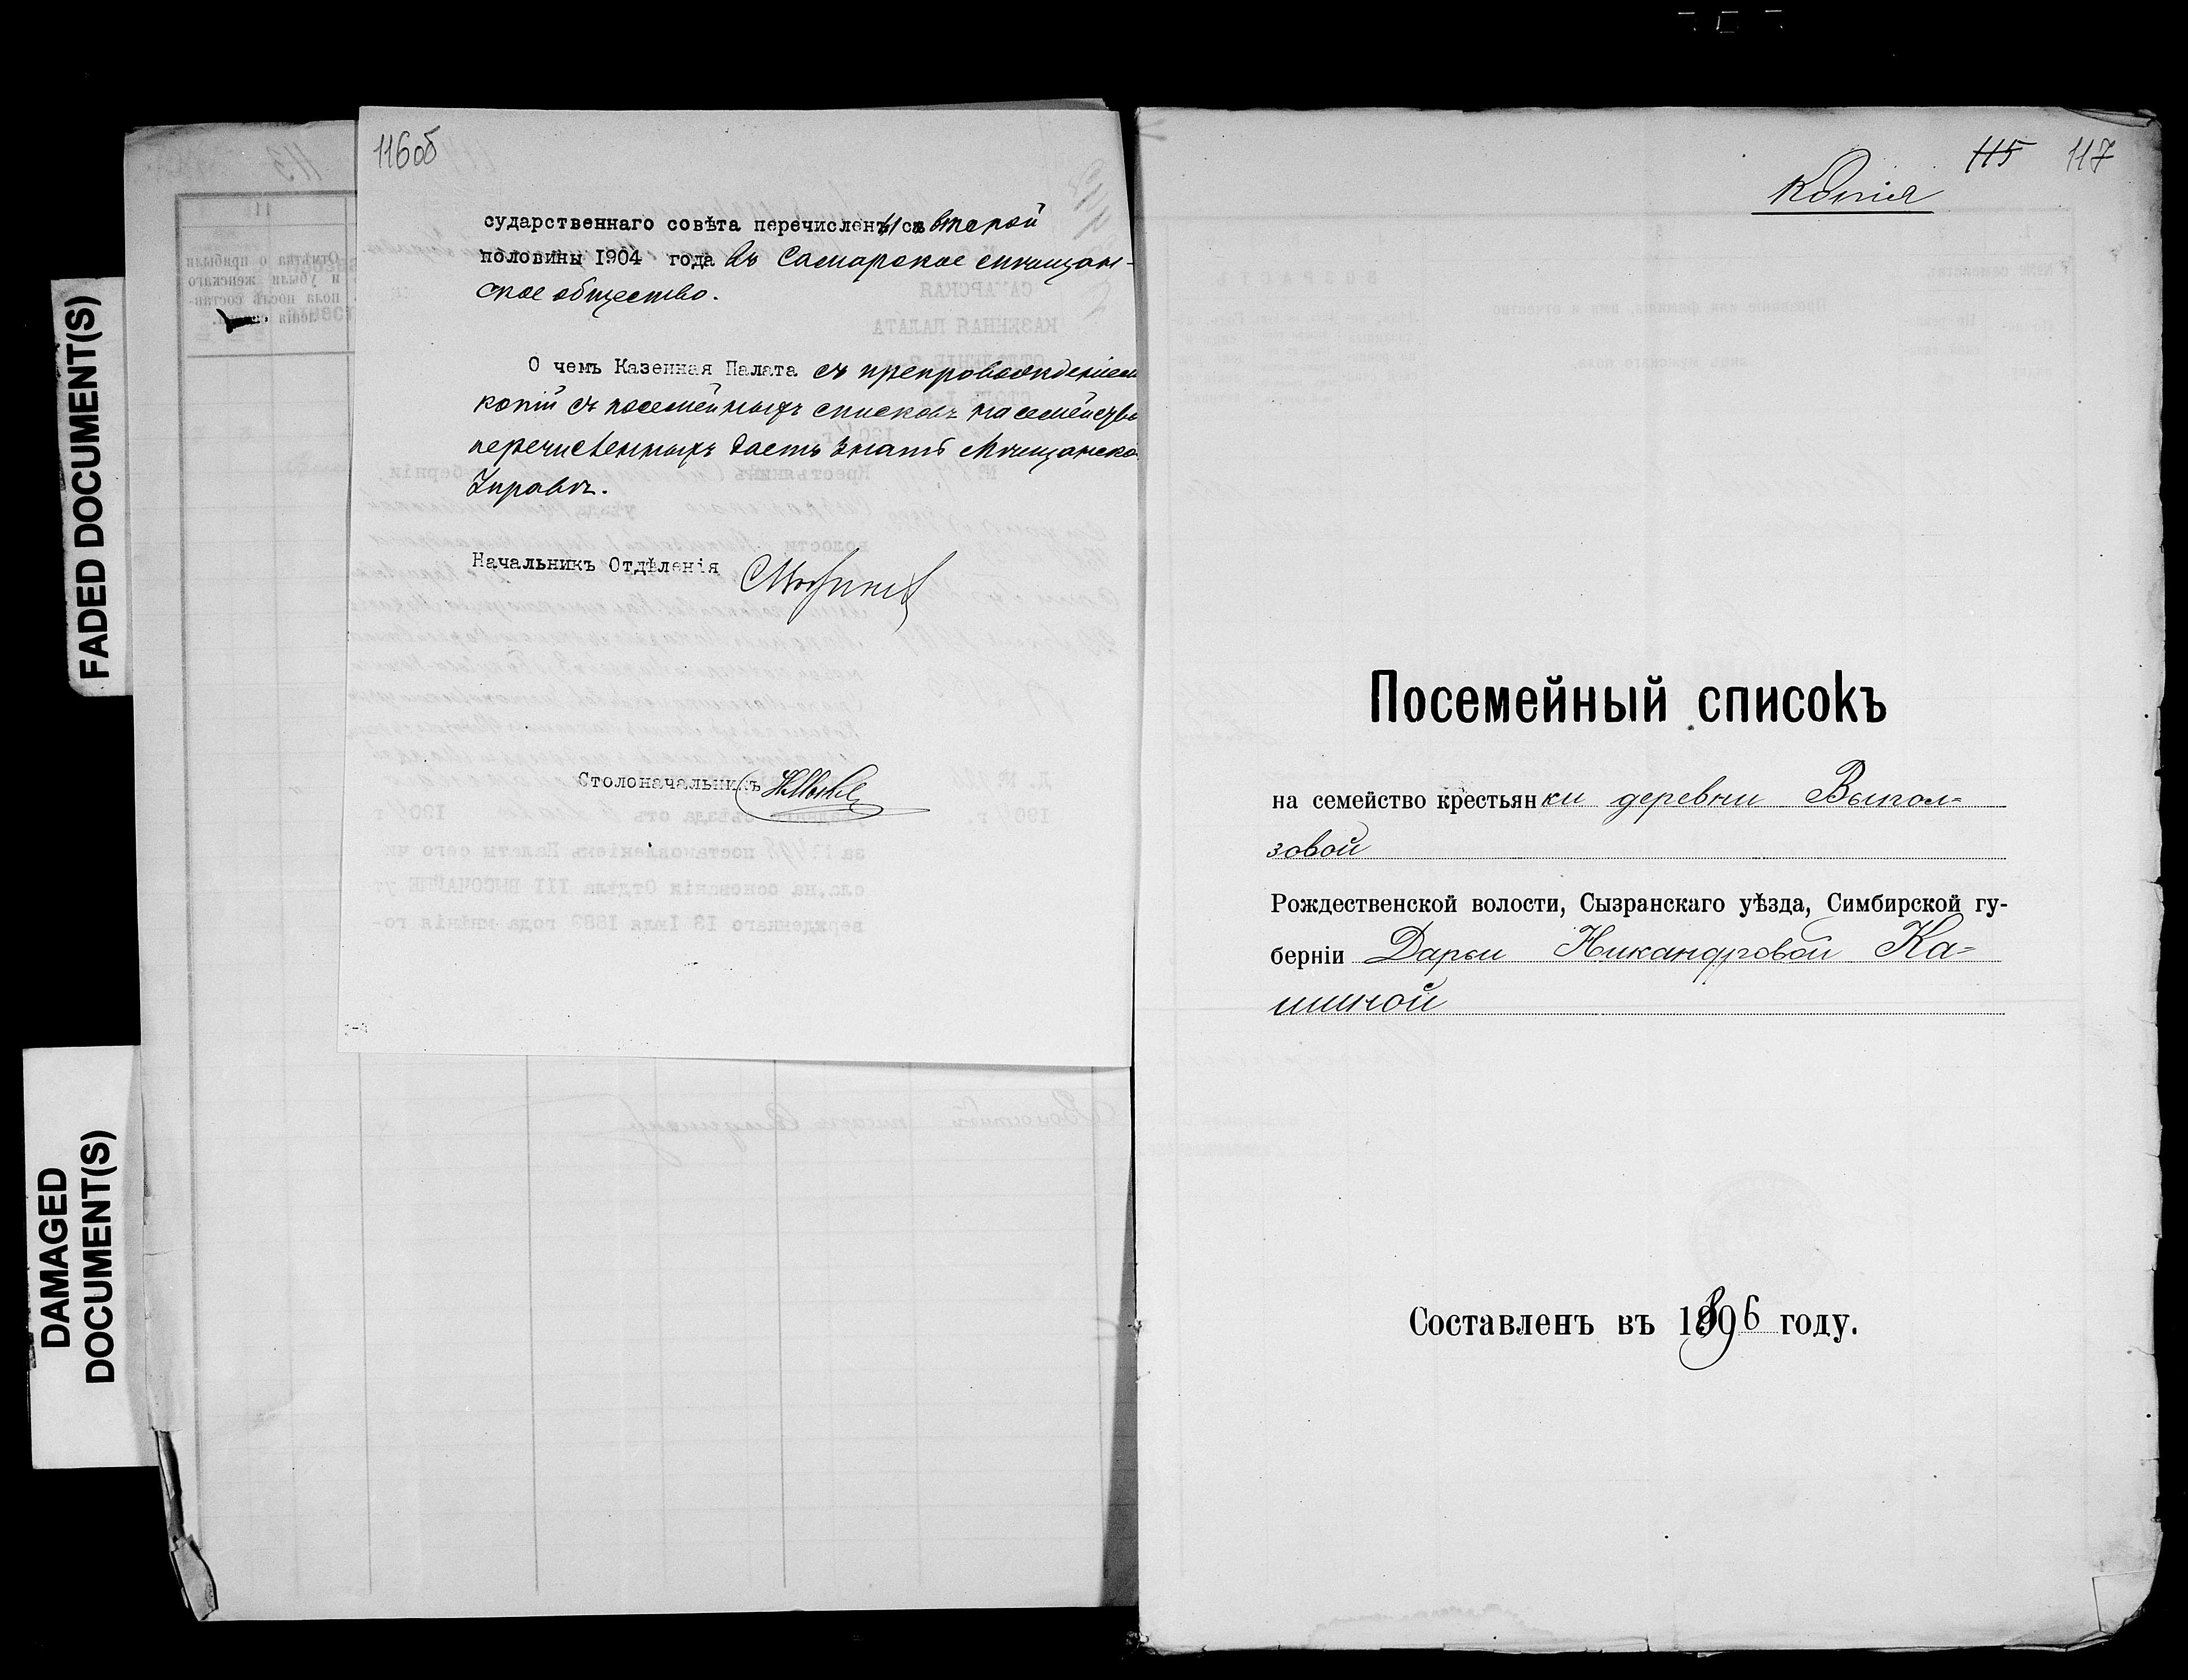 FADED DOCUMENT(S)
DAMAGED
DOCUMENT(S)
116об
сударственнаго совѣта перечислены съ второй
половины 1904 года въ Самарское мѣщан-
ское общество.
О чемъ Казенная Палата съ препровожденіем
копій съ посемейныхъ списковъ на семейства
перечисленныхъ даетъ знать Мѣщанско
Управѣ.
Начальникъ Отдѣленія
Столоначальникъ
115 117
Копія
Посемейный списокъ
на семейство крестьянки деревни Выпол=
зовой
Рождественской волости, Сызранскаго уѣзда, Симбирской гу-
берніи Дарьи Никандровой Ка=
шиной
Составленъ въ 1896 году.